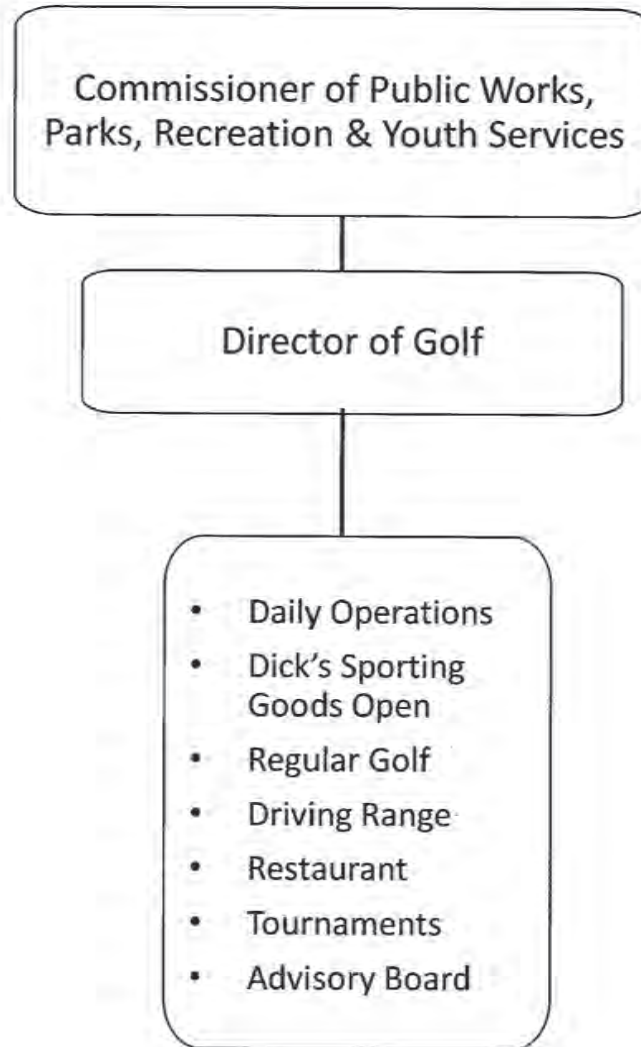 Commissioner of Public Works,
Parks, Recreation & Youth Services
Director of Golf
• Daily Operations
• Dick's Sporting
Goods Open
• Regular Golf
• Driving Range
• Restaurant
• Tournaments
• Advisory Board